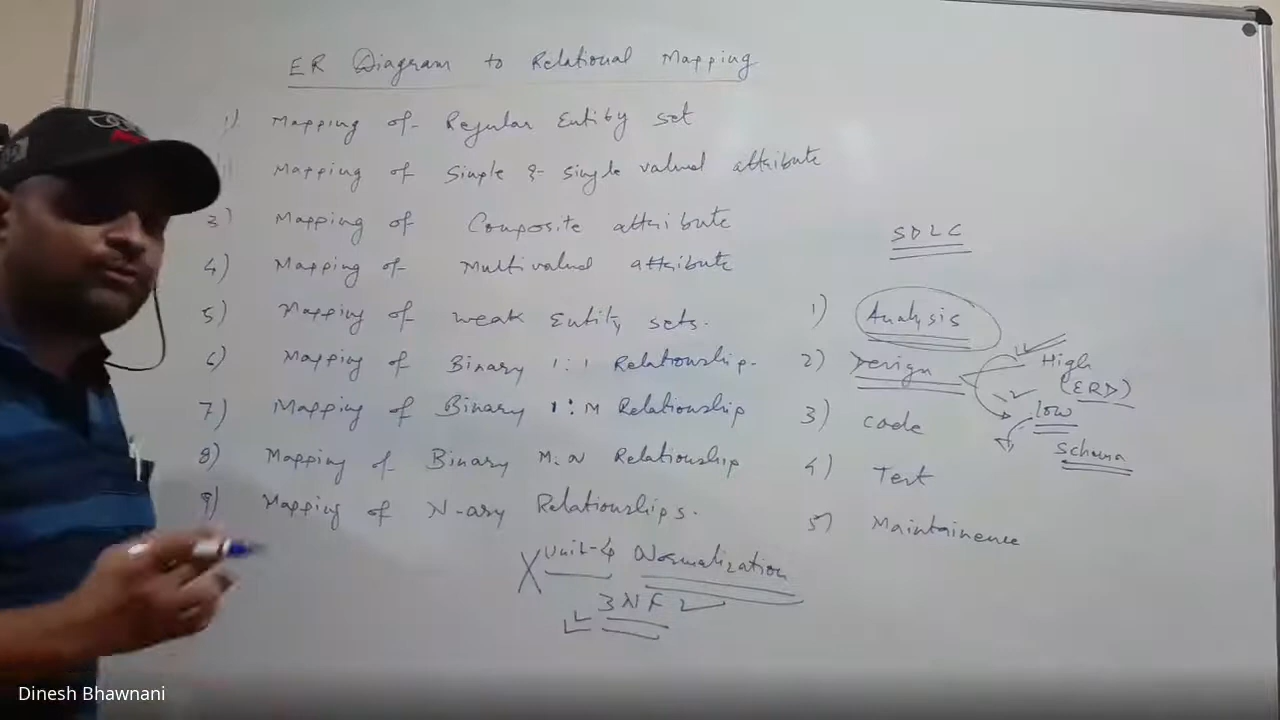 ER Diagram to Relational Mapping
1) Mapping of Regular Entity set
Mapping of Simple & Single valued attribute
3) Mapping of Composite attribute
4) Mapping of Multivalued attribute
5) Mapping of weak Entity sets.
6) Mapping of Binary 1:1 Relationship.
7) Mapping of Binary 1:M Relationship
8) Mapping of Binary M:N Relationship
9) Mapping of N-ary Relationships.
Unit-4 Normalization
3NF
SDLC
1) Analysis
2) Design
High
(ERD)
low
Schema
3) Code
4) Test
5) Maintainence
Dinesh Bhawnani